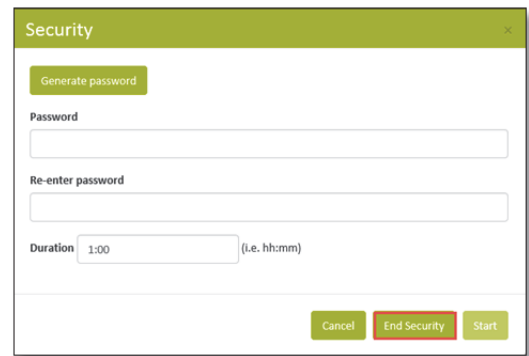 Security ×
Generate password
Password
Re-enter password
Duration 1:00 (i.e. hh:mm)
Cancel End Security Start